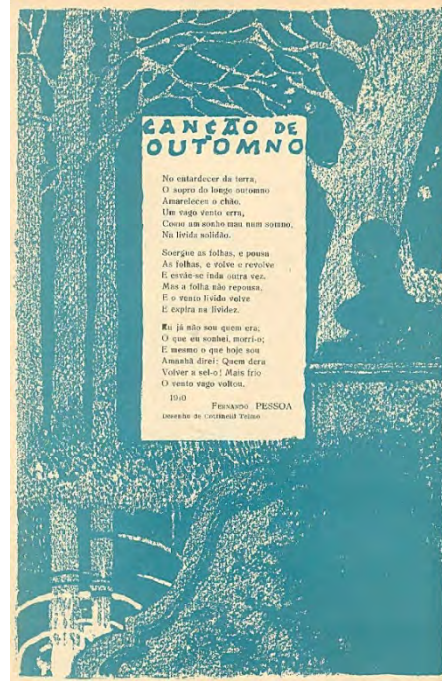 CANÇÃO DE
OUTOMNO
No entardecer da terra,
O sopro do longo outomno
Amareleceu o chão.
Um vago vento erra,
Como um sonho mau num somno,
Na livida solidão.
Soergue as folhas, e pousa
As folhas, e volve e revolve
E esvâe-se inda outra vez.
Mas a folha não repousa,
E o vento livido volve
E expira na lividez.
Eu já não sou quem era;
O que eu sonhei, morri-o;
E mesmo o que hoje sou
Amanhã direi: Quem dera
Volver a sel-o! Mais frio
O vento vago voltou.
FERNANDO PESSOA
Desenho de Cottinelli Telmo